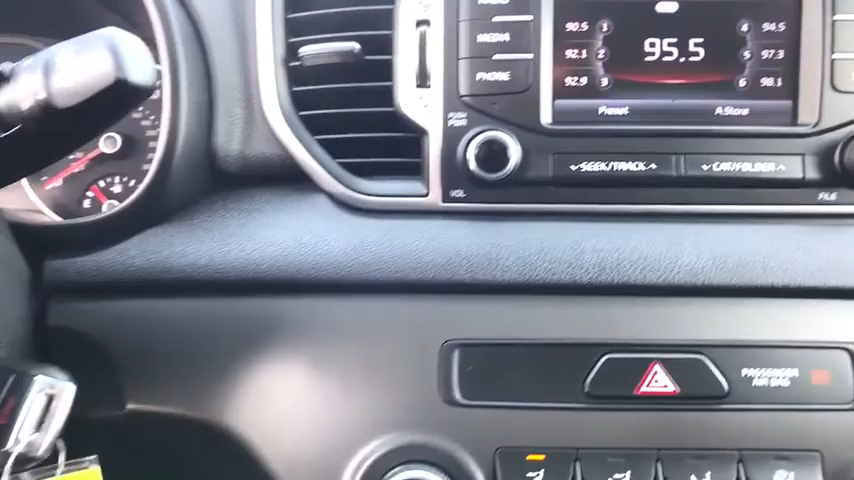 RADIO
MEDIA
PHONE
90.5 1
92.1 2
92.9 3
95.5
4 94.5
5 97.3
6 98.1
Preset
A.Store
PUSH
PWR
VOL
SEEK/TRACK
CAT/FOLDER
FILE
PASSENGER
AIR BAG
E